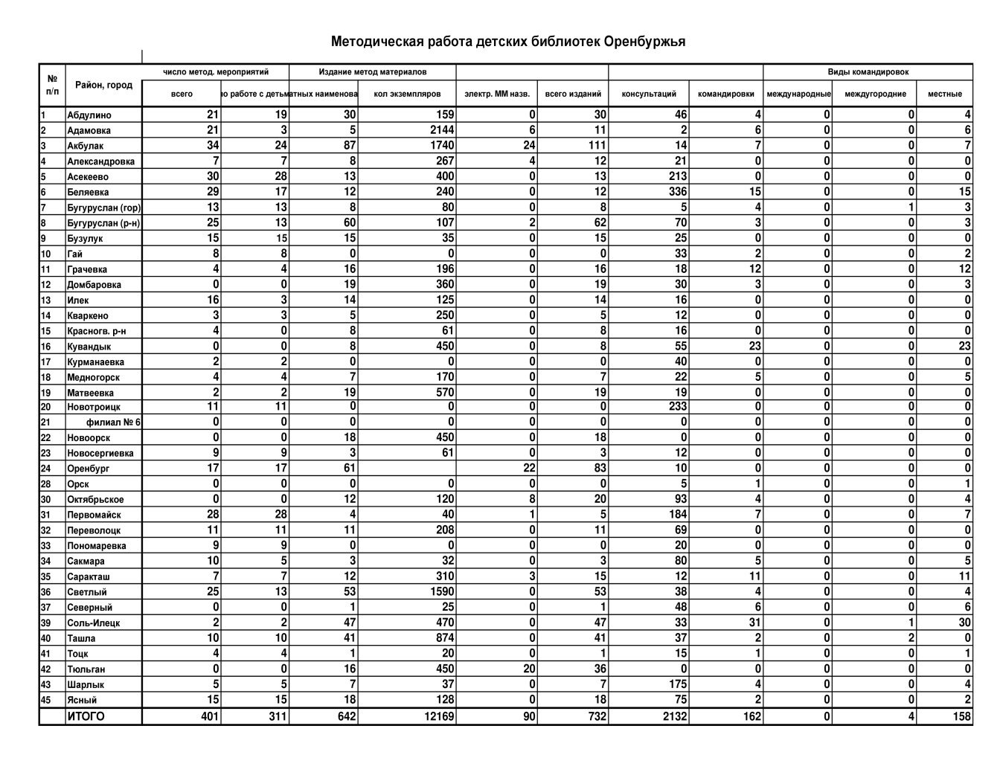 Методическая работа детских библиотек Оренбуржья
№ п/п Район, город число метод. мероприятий Издание метод материалов Виды командировок
всего по работе с детьм атных наименова кол экземпляров электр. ММ назв. всего изданий консультаций командировки международные междугородние местные
1 Абдулино 21 19 30 159 0 30 46 4 0 0 4
2 Адамовка 21 3 5 2144 6 11 2 6 0 0 6
3 Акбулак 34 24 87 1740 24 111 14 7 0 0 7
4 Александровка 7 7 8 267 4 12 21 0 0 0 0
5 Асекеево 30 28 13 400 0 13 213 0 0 0 0
6 Беляевка 29 17 12 240 0 12 336 15 0 0 15
7 Бугуруслан (гор) 13 13 8 80 0 8 5 4 0 1 3
8 Бугуруслан (р-н) 25 13 60 107 2 62 70 3 0 0 3
9 Бузулук 15 15 15 35 0 15 25 0 0 0 0
10 Гай 8 8 0 0 0 0 33 2 0 0 2
11 Грачевка 4 4 16 196 0 16 18 12 0 0 12
12 Домбаровка 0 0 19 360 0 19 30 3 0 0 3
13 Илек 16 3 14 125 0 14 16 0 0 0 0
14 Кваркено 3 3 5 250 0 5 12 0 0 0 0
15 Красногв. р-н 4 0 8 61 0 8 16 0 0 0 0
16 Кувандык 0 0 8 450 0 8 55 23 0 0 23
17 Курманаевка 2 2 0 0 0 0 40 0 0 0 0
18 Медногорск 4 4 7 170 0 7 22 5 0 0 5
19 Матвеевка 2 2 19 570 0 19 19 0 0 0 0
20 Новотроицк 11 11 0 0 0 0 233 0 0 0 0
21 филиал № 6 0 0 0 0 0 0 0 0 0 0 0
22 Новоорск 0 0 18 450 0 18 0 0 0 0 0
23 Новосергиевка 9 9 3 61 0 3 12 0 0 0 0
24 Оренбург 17 17 61 22 83 10 0 0 0 0
28 Орск 0 0 0 0 0 0 5 1 0 0 1
30 Октябрьское 0 0 12 120 8 20 93 4 0 0 4
31 Первомайск 28 28 4 40 1 5 184 7 0 0 7
32 Переволоцк 11 11 11 208 0 11 69 0 0 0 0
33 Пономаревка 9 9 0 0 0 0 20 0 0 0 0
34 Сакмара 10 5 3 32 0 3 80 5 0 0 5
35 Саракташ 7 7 12 310 3 15 12 11 0 0 11
36 Светлый 25 13 53 1590 0 53 38 4 0 0 4
37 Северный 0 0 1 25 0 1 48 6 0 0 6
39 Соль-Илецк 2 2 47 470 0 47 33 31 0 1 30
40 Ташла 10 10 41 874 0 41 37 2 0 2 0
41 Тоцк 4 4 1 20 0 1 15 1 0 0 1
42 Тюльган 0 0 16 450 20 36 0 0 0 0 0
43 Шарлык 5 5 7 37 0 7 175 4 0 0 4
45 Ясный 15 15 18 128 0 18 75 2 0 0 2
ИТОГО 401 311 642 12169 90 732 2132 162 0 4 158